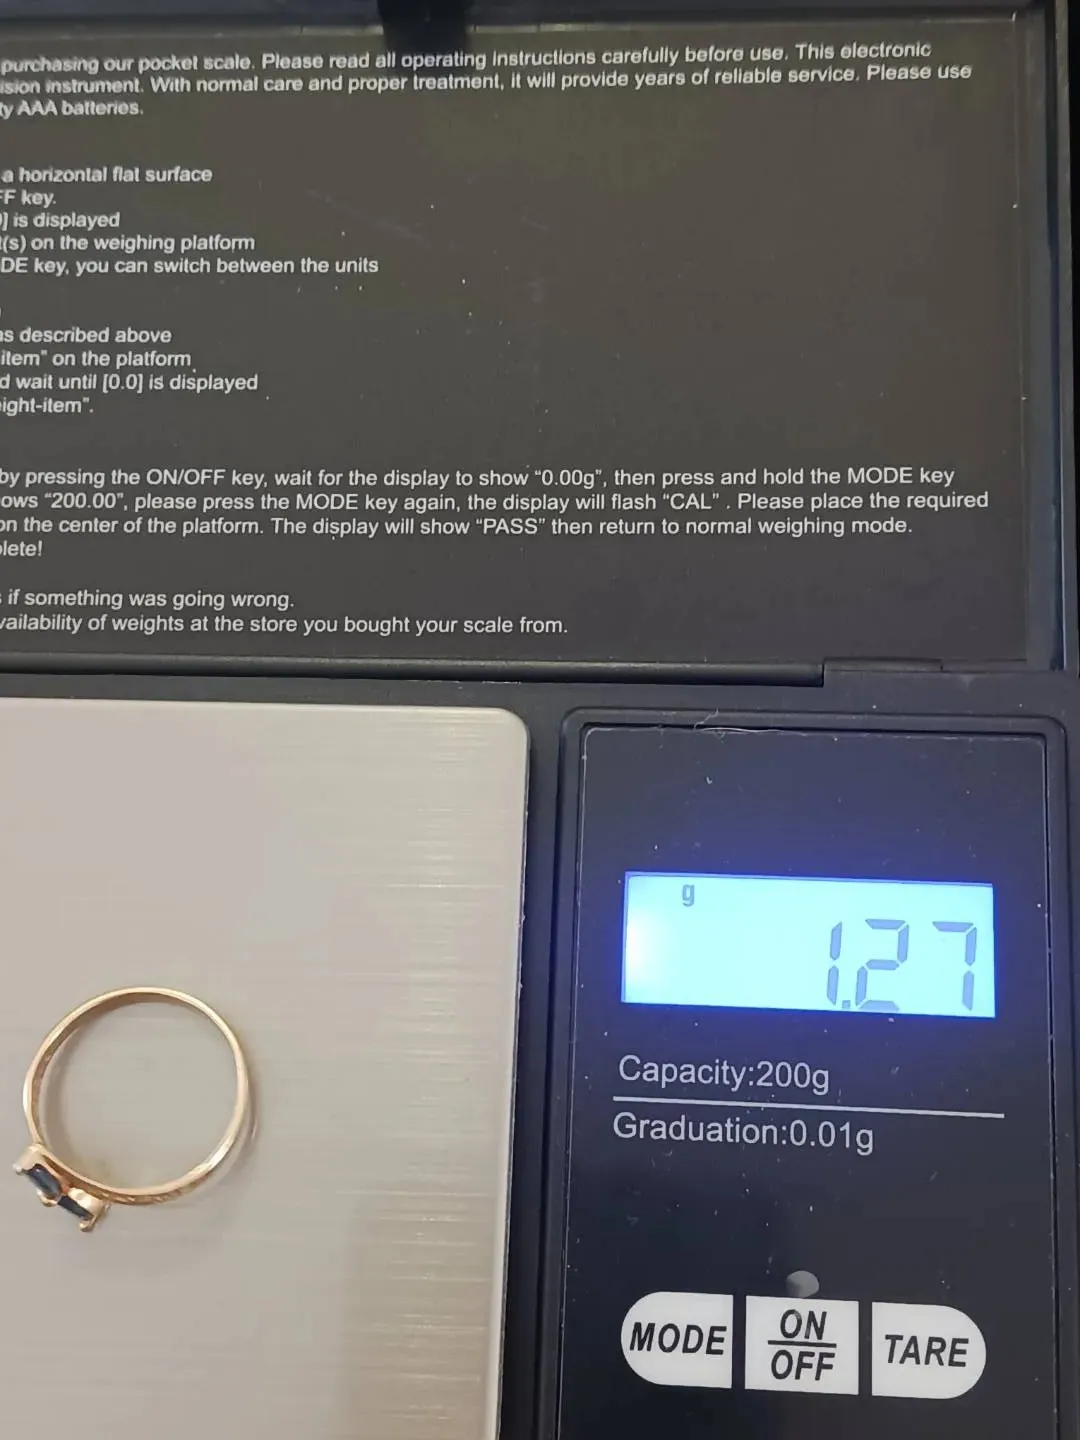 purchasing our pocket scale. Please read all operating instructions carefully before use. This electronic
ision instrument. With normal care and proper treatment, it will provide years of reliable service. Please use
ty AAA batteries.
a horizontal flat surface
FF key.
0] is displayed
t(s) on the weighing platform
DE key, you can switch between the units
as described above
item" on the platform
d wait until [0.0] is displayed
eight-item".
by pressing the ON/OFF key, wait for the display to show "0.00g", then press and hold the MODE key
ows "200.00", please press the MODE key again, the display will flash "CAL" . Please place the required
on the center of the platform. The display will show "PASS" then return to normal weighing mode.
plete!
s if something was going wrong.
vailability of weights at the store you bought your scale from.
g
1.27
Capacity:200g
Graduation:0.01g
MODE
ON
OFF
TARE